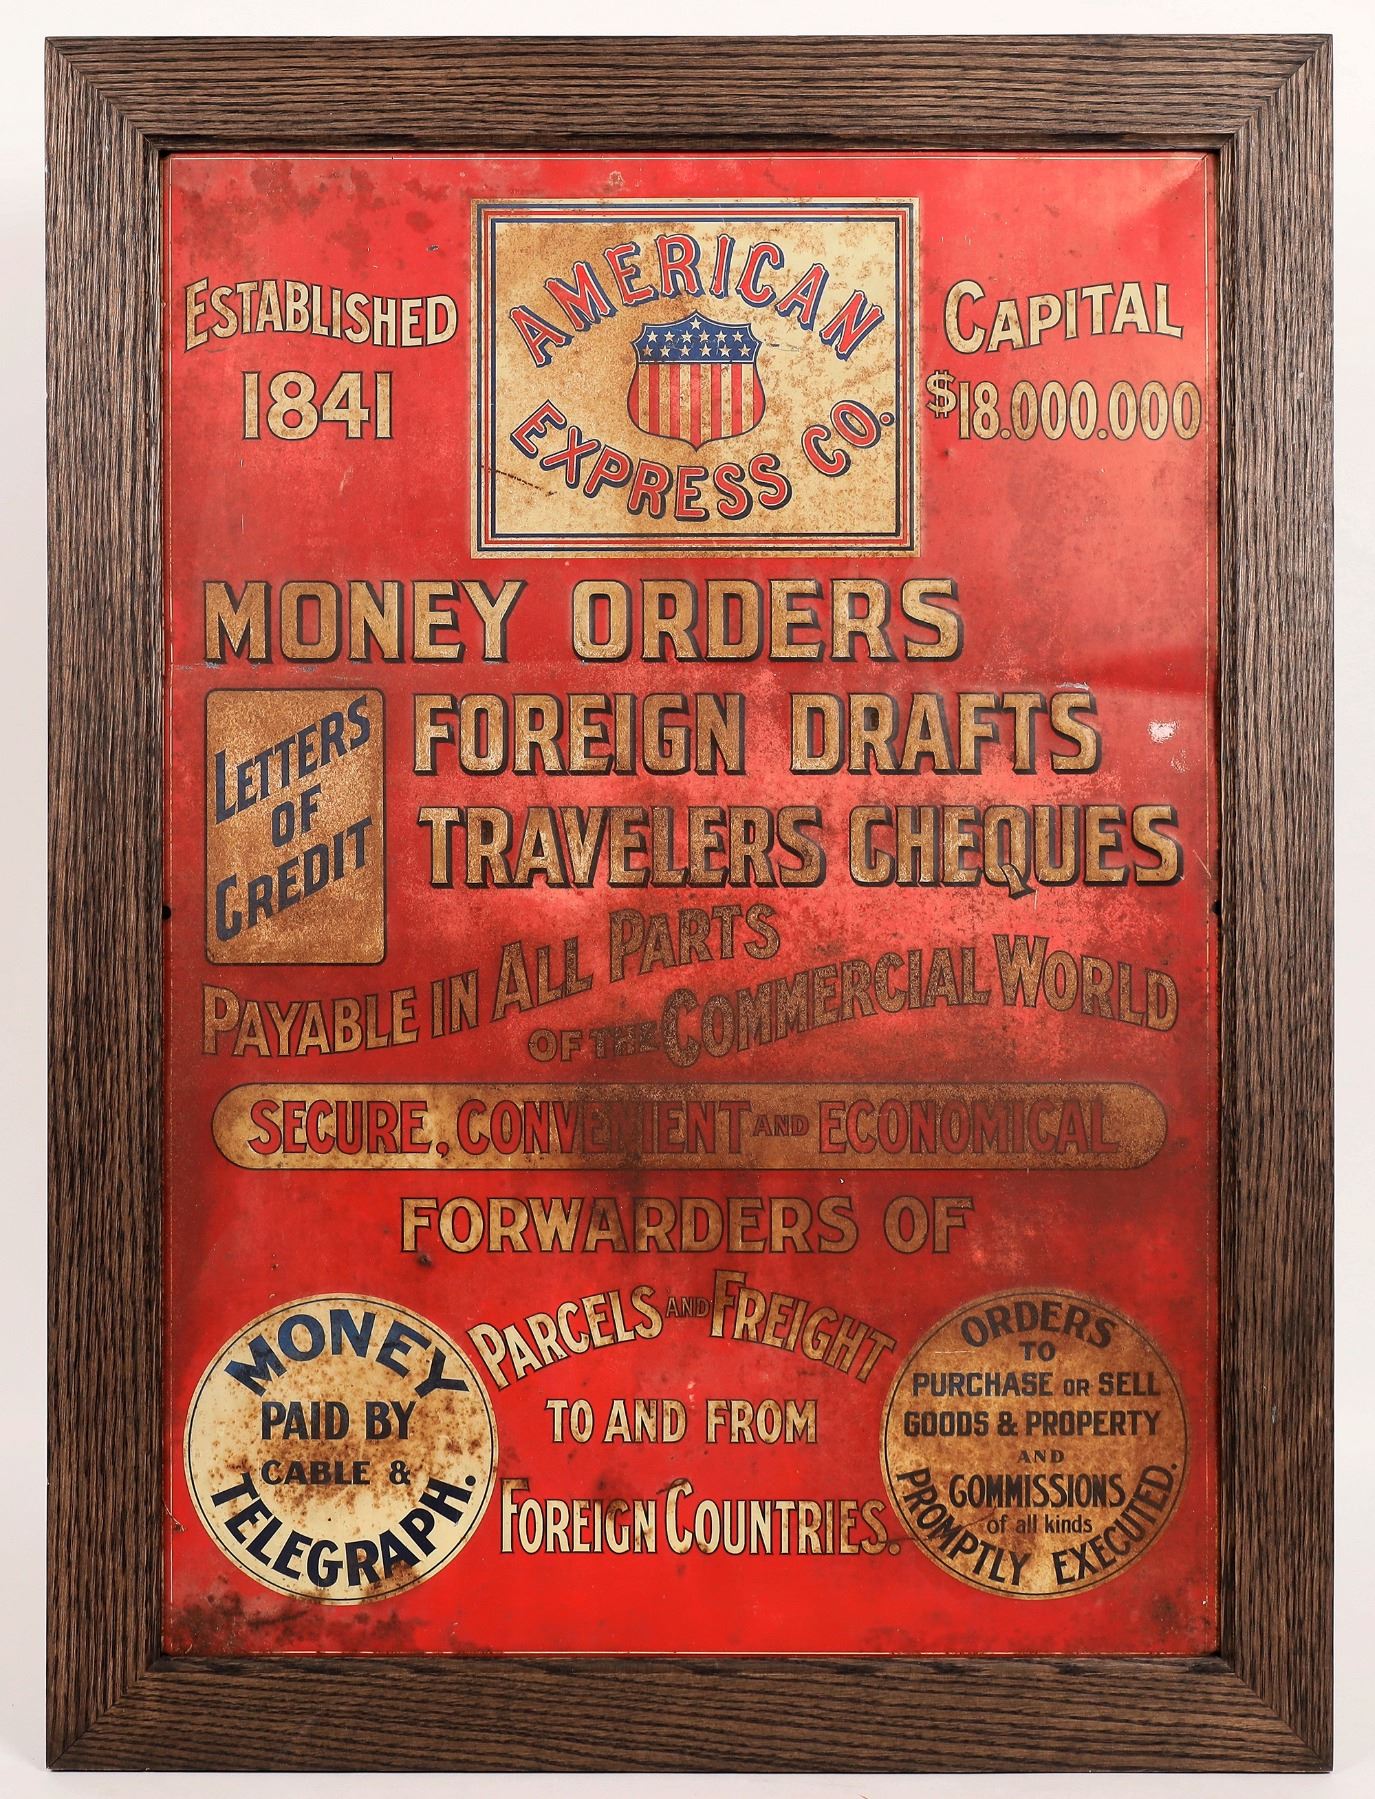 ESTABLISHED
1841
AMERICAN
EXPRESS CO.
CAPITAL
$18.000.000
MONEY ORDERS
LETTERS
OF
CREDIT
FOREIGN DRAFTS
TRAVELERS CHEQUES
PAYABLE IN ALL PARTS
OF THE COMMERCIAL WORLD
SECURE, CONVENIENT AND ECONOMICAL
FORWARDERS OF
PARCELS AND FREIGHT
TO AND FROM
FOREIGN COUNTRIES.
MONEY
PAID BY
CABLE &
TELEGRAPH.
ORDERS
TO
PURCHASE OR SELL
GOODS & PROPERTY
AND
COMMISSIONS
of all kinds
PROMPTLY EXECUTED.